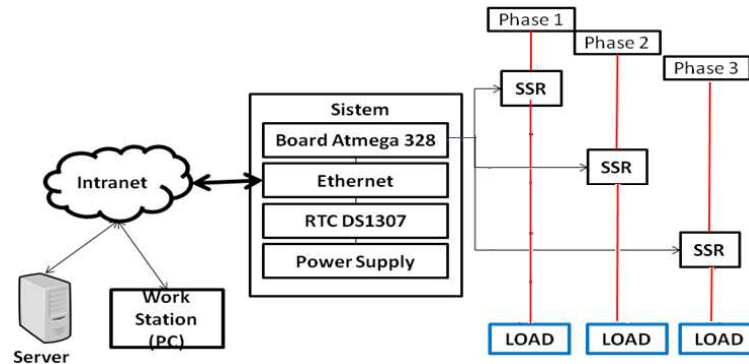 Phase 1
Phase 2
Phase 3
SSR
SSR
SSR
Sistem
Board Atmega 328
Ethernet
RTC DS1307
Power Supply
Intranet
Server
Work
Station
(PC)
LOAD
LOAD
LOAD